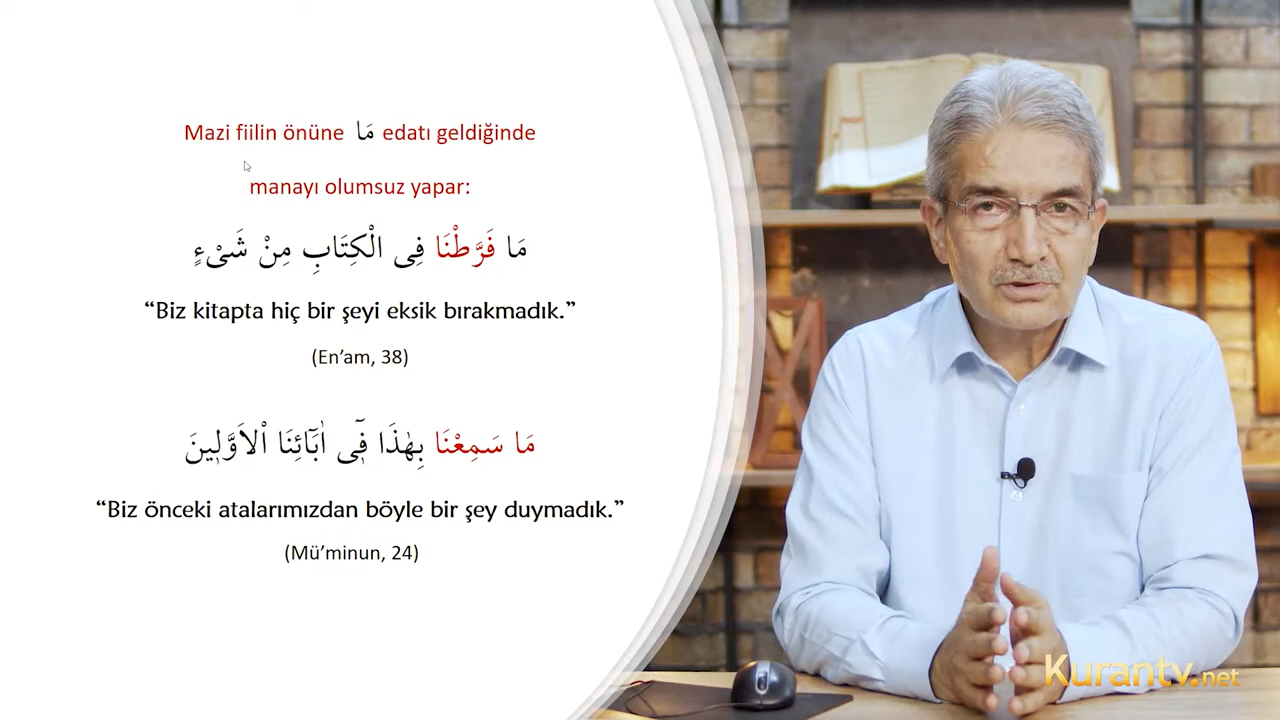 Mazi fiilin önüne مَا edatı geldiğinde
manayı olumsuz yapar:
مَا فَرَّطْنَا فِى الْكِتَابِ مِنْ شَىْءٍ
“Biz kitapta hiç bir şeyi eksik bırakmadık.”
(En’am, 38)
مَا سَمِعْنَا بِهٰذَا فٖٓى اٰبَٓائِنَا الْاَوَّلٖينَ
“Biz önceki atalarımızdan böyle bir şey duymadık.”
(Mü’minun, 24)
Kurantv.net